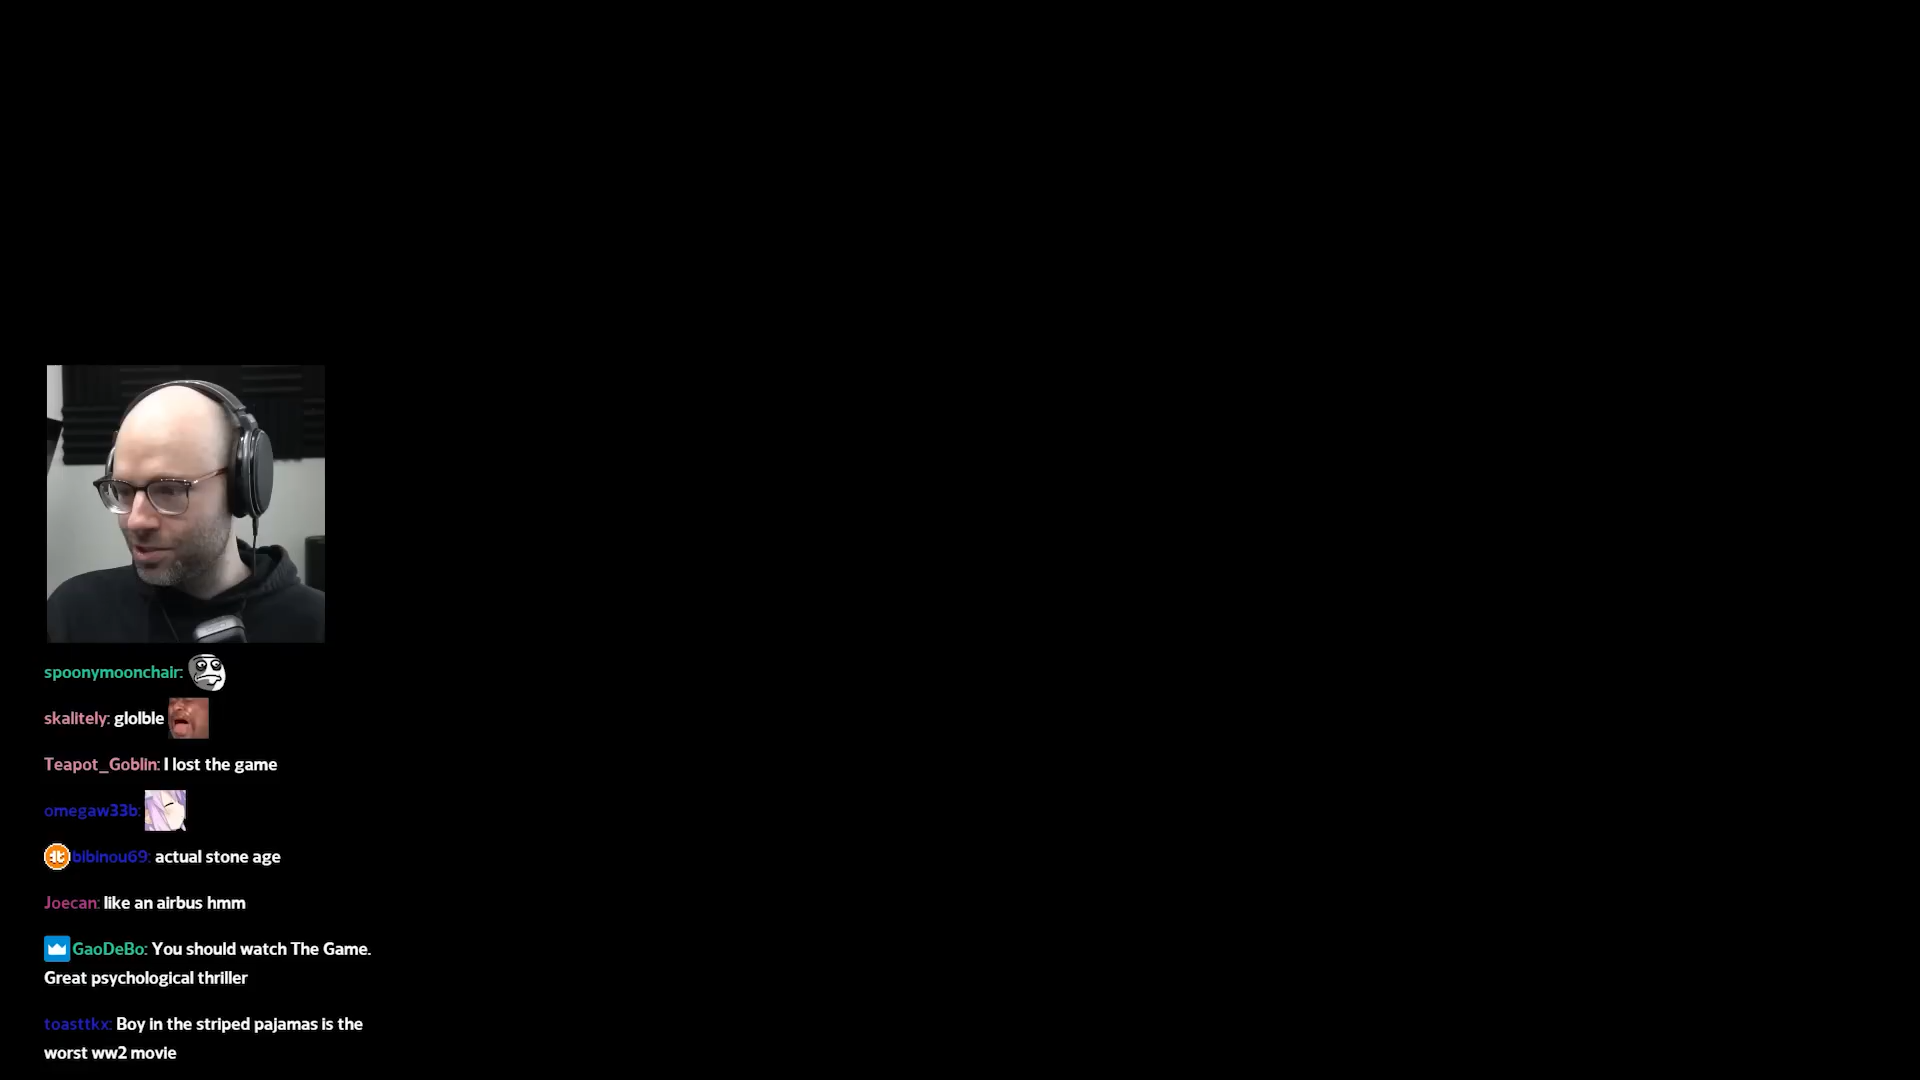 spoonymoonchair:
skalitely: glolble
Teapot_Goblin: I lost the game
omegaw33b:
bibinou69: actual stone age
Joecan: like an airbus hmm
GaoDeBo: You should watch The Game.
Great psychological thriller
toasttkx: Boy in the striped pajamas is the
worst ww2 movie